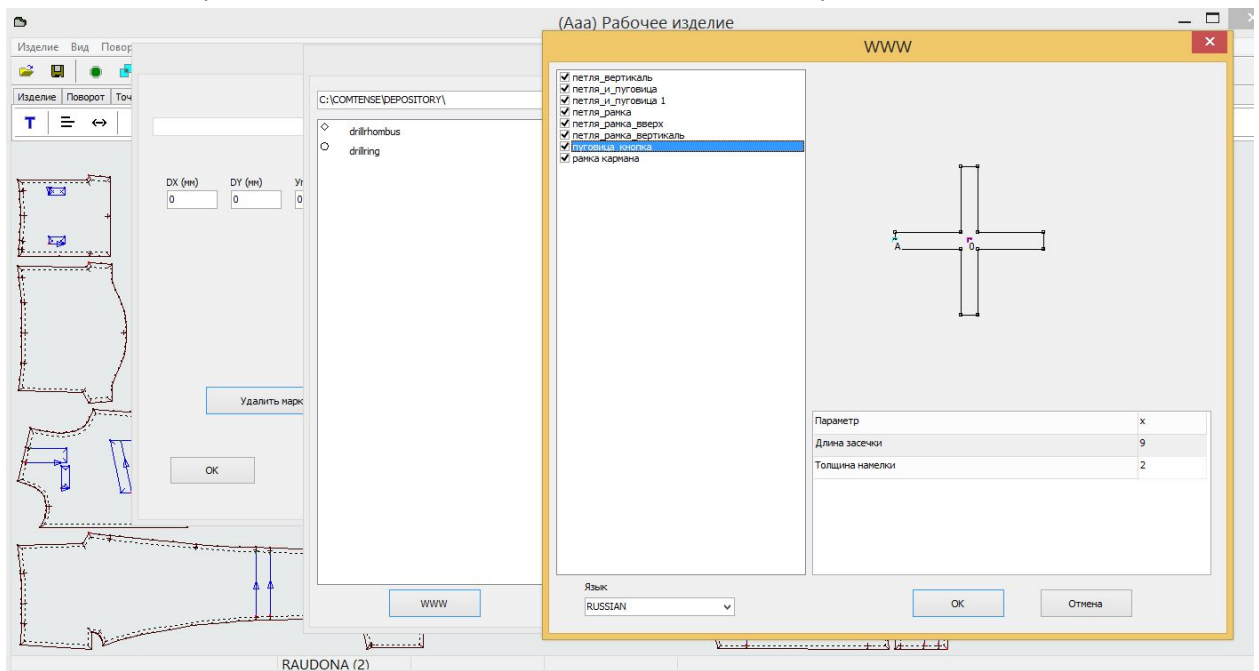 (Aaa) Рабочее изделие
Изделие Вид Повор
WWW
Изделие Поворот Точ
T
C:\COMTENSE\DEPOSITORY\
drillrhombus
drillring
DX (мм) DY (мм) Уг
0 0 0
Удалить марк
OK
WWW
петля_вертикаль
петля_и_пуговица
петля_и_пуговица 1
петля_рамка
петля_рамка_вверх
петля_рамка_вертикаль
пуговица_кнопка
рамка кармана
A 0
Параметр x
Длина засечки 9
Толщина намелки 2
Язык
RUSSIAN
OK Отмена
RAUDONA (2)